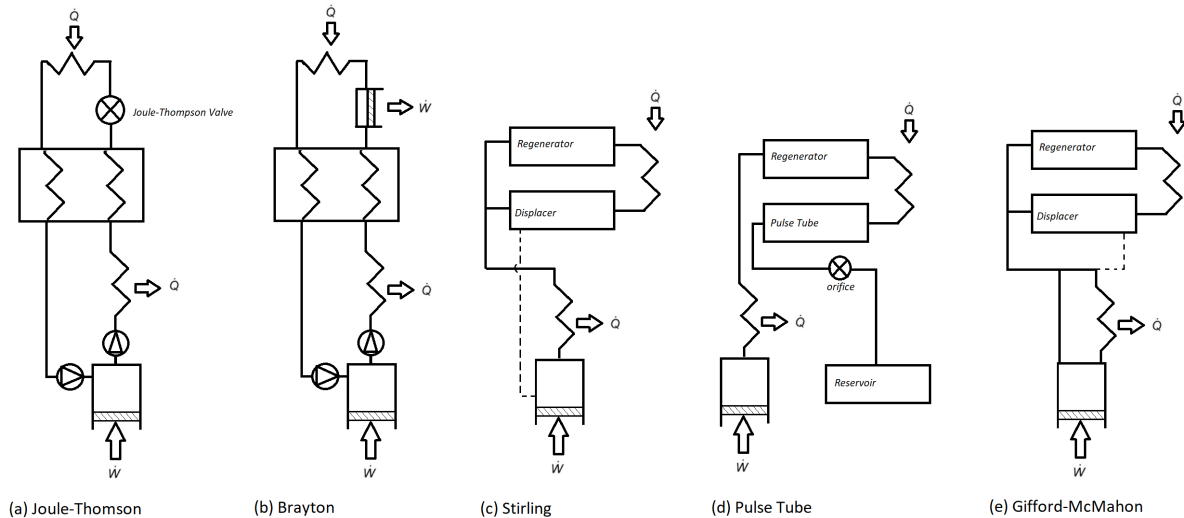 Q̇
Joule-Thompson Valve
Q̇
Ẇ
(a) Joule-Thomson
Q̇
Ẇ
Q̇
Ẇ
(b) Brayton
Q̇
Regenerator
Displacer
Q̇
Ẇ
(c) Stirling
Q̇
Regenerator
Pulse Tube
orifice
Q̇
Reservoir
Ẇ
(d) Pulse Tube
Q̇
Regenerator
Displacer
Q̇
Ẇ
(e) Gifford-McMahon